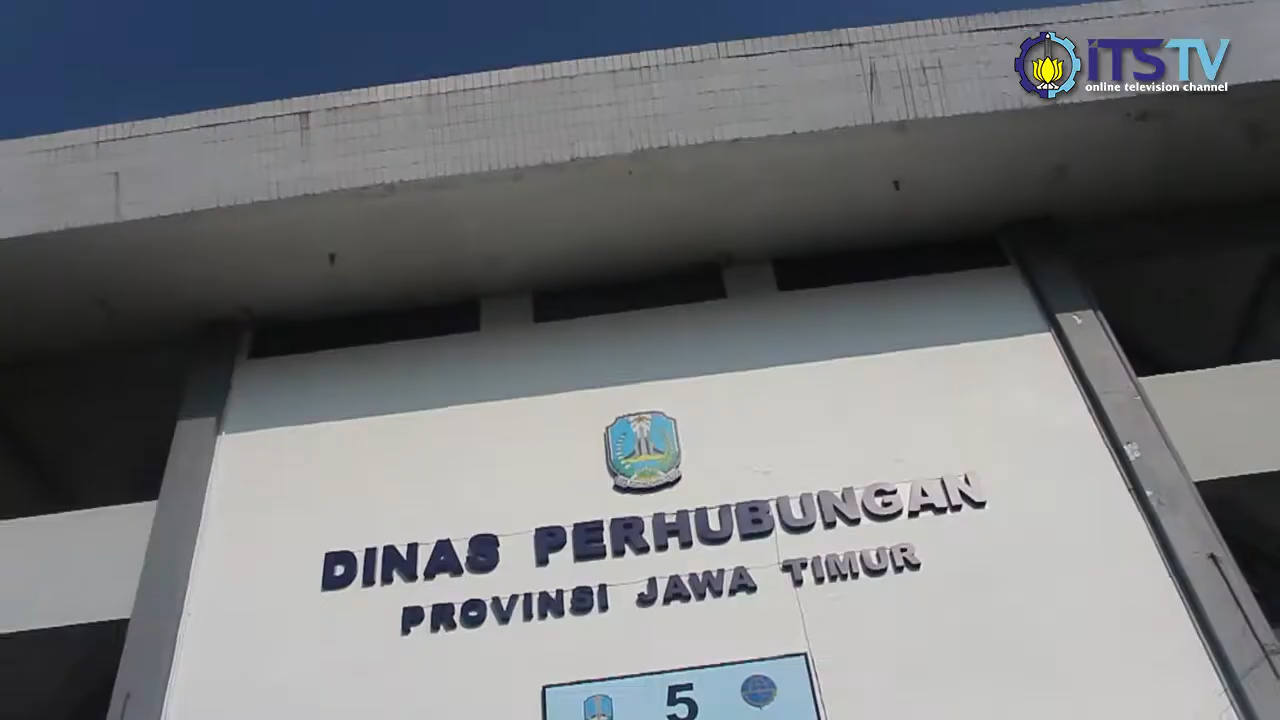 iTSTV
online television channel
DINAS PERHUBUNGAN
PROVINSI JAWA TIMUR
5